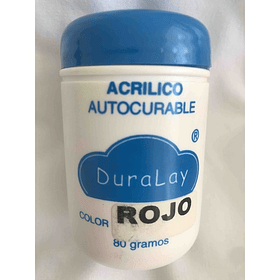 ACRILICO
AUTOCURABLE
®
DuraLay
COLOR ROJO
80 gramos